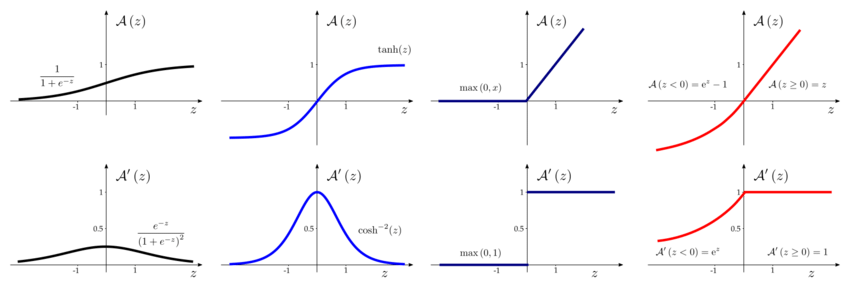 𝒜 (z)
1
1
1 + e^{-z}
-1
1
z
𝒜 (z)
tanh(z)
1
-1
1
z
𝒜 (z)
1
max (0, x)
-1
1
z
𝒜 (z)
1
𝒜 (z < 0) = e^z − 1
𝒜 (z ≥ 0) = z
-1
1
z
𝒜′ (z)
1
0.5
e^{-z}
(1 + e^{-z})^2
-1
1
z
𝒜′ (z)
1
0.5
cosh^{-2}(z)
-1
1
z
𝒜′ (z)
1
0.5
max (0, 1)
-1
1
z
𝒜′ (z)
1
0.5
𝒜′ (z < 0) = e^z
𝒜′ (z ≥ 0) = 1
-1
1
z